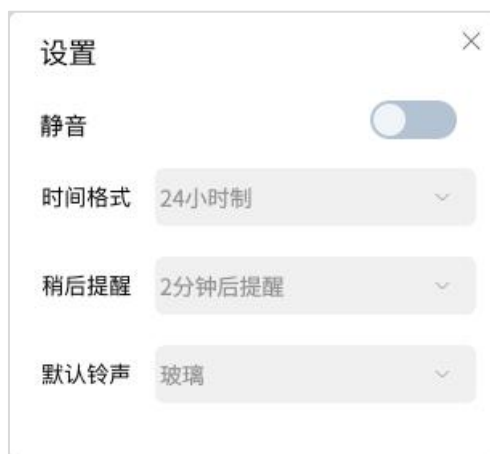 设置
静音
时间格式 24小时制
稍后提醒 2分钟后提醒
默认铃声 玻璃